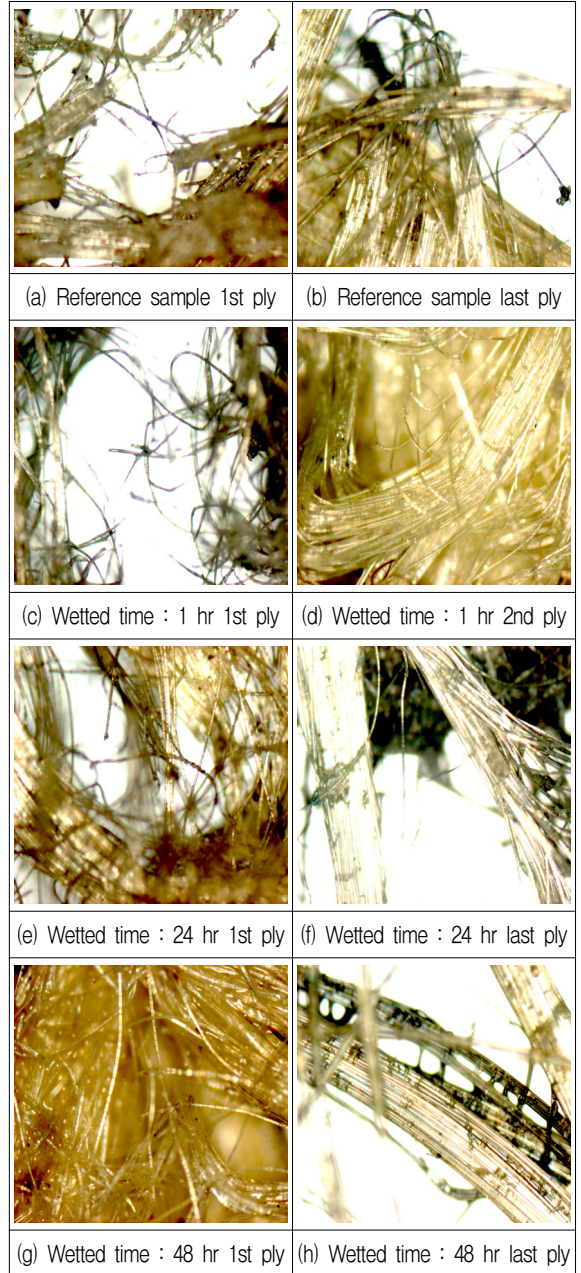 (a) Reference sample 1st ply
(b) Reference sample last ply
(c) Wetted time : 1 hr 1st ply
(d) Wetted time : 1 hr 2nd ply
(e) Wetted time : 24 hr 1st ply
(f) Wetted time : 24 hr last ply
(g) Wetted time : 48 hr 1st ply
(h) Wetted time : 48 hr last ply